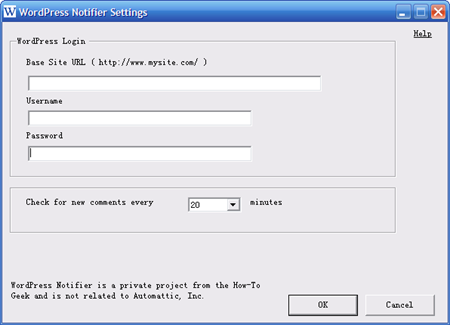 WordPress Notifier Settings
Help
WordPress Login
Base Site URL ( http://www.mysite.com/ )
Username
Password
Check for new comments every 20 minutes
WordPress Notifier is a private project from the How-To
Geek and is not related to Automattic, Inc.
OK Cancel